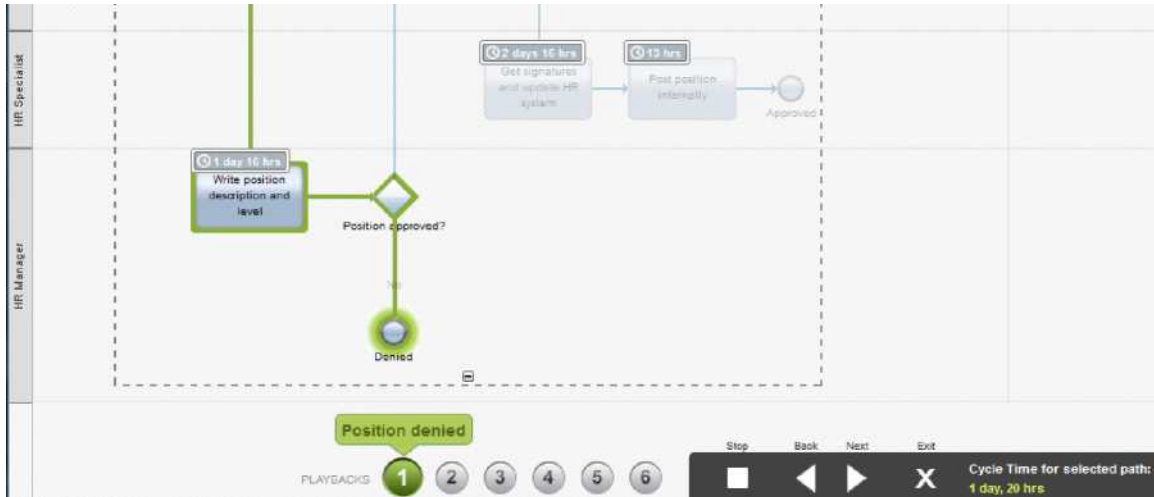 HR Specialist
2 days 16 hrs
Get signatures
and update HR
system
13 hrs
Post position
internally
Approved
HR Manager
1 day 16 hrs
Write position
description and
level
Position approved?
No
Denied
Position denied
PLAYBACKS
1
2
3
4
5
6
Stop
Back
Next
Exit
X
Cycle Time for selected path:
1 day, 20 hrs